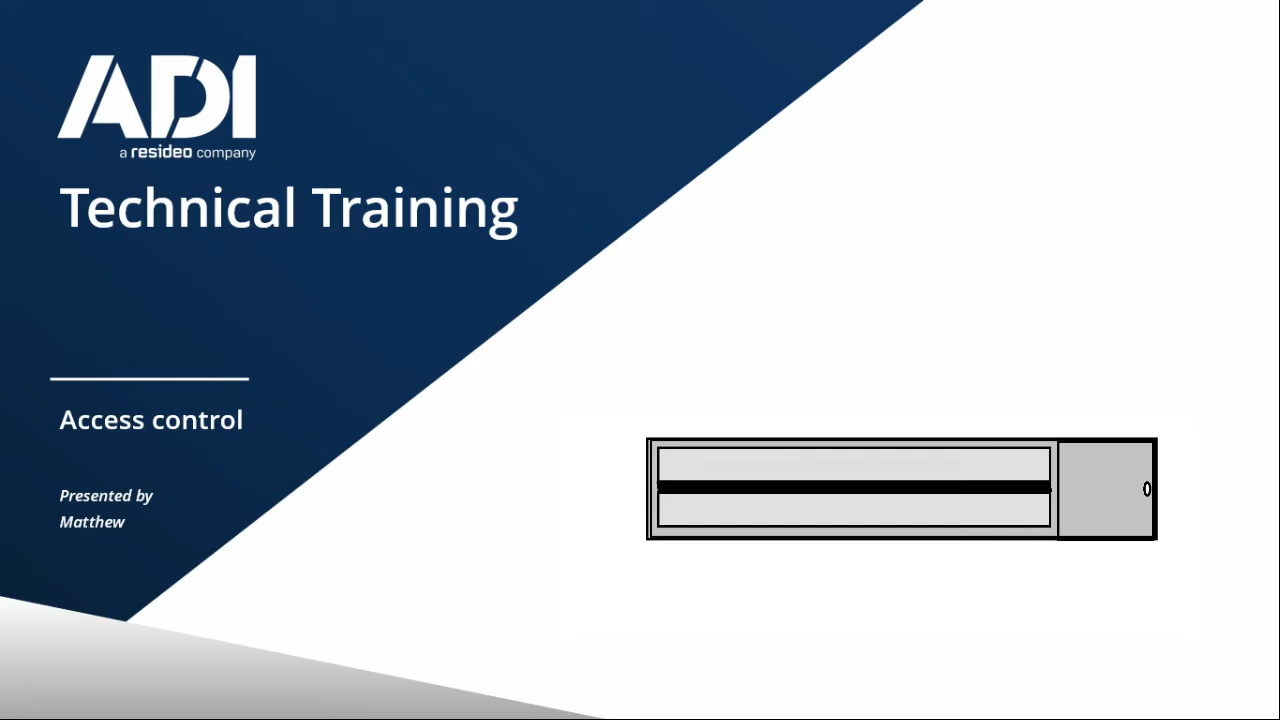 ADI
a resideo company
Technical Training
Access control
Presented by
Matthew